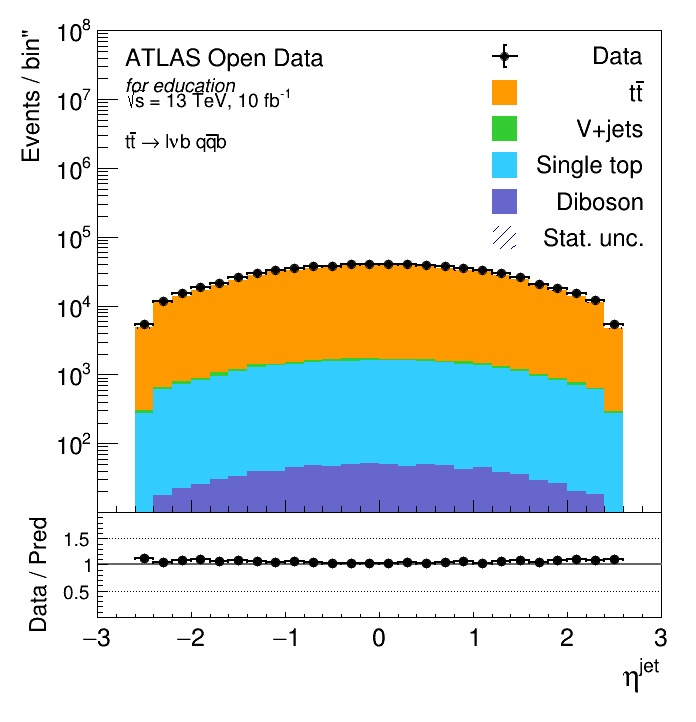 Events / bin"
10⁸
10⁷
10⁶
10⁵
10⁴
10³
10²
ATLAS Open Data
for education
√s = 13 TeV, 10 fb⁻¹
tt̄ → lνb qq̄b
Data
tt̄
V+jets
Single top
Diboson
Stat. unc.
Data / Pred
1.5
1
0.5
−3 −2 −1 0 1 2 3
η^jet